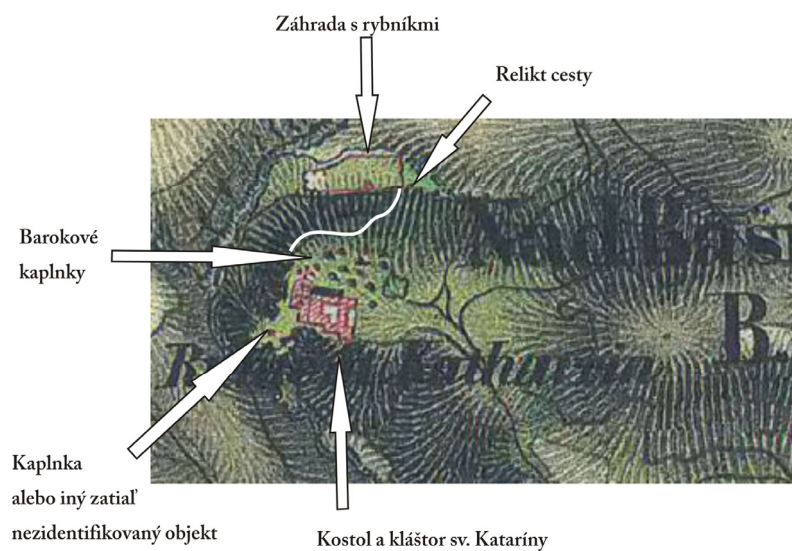 Záhrada s rybníkmi
Relikt cesty
Barokové
kaplnky
B.
Kaplnka
alebo iný zatiaľ
nezidentifikovaný objekt
Kostol a kláštor sv. Kataríny